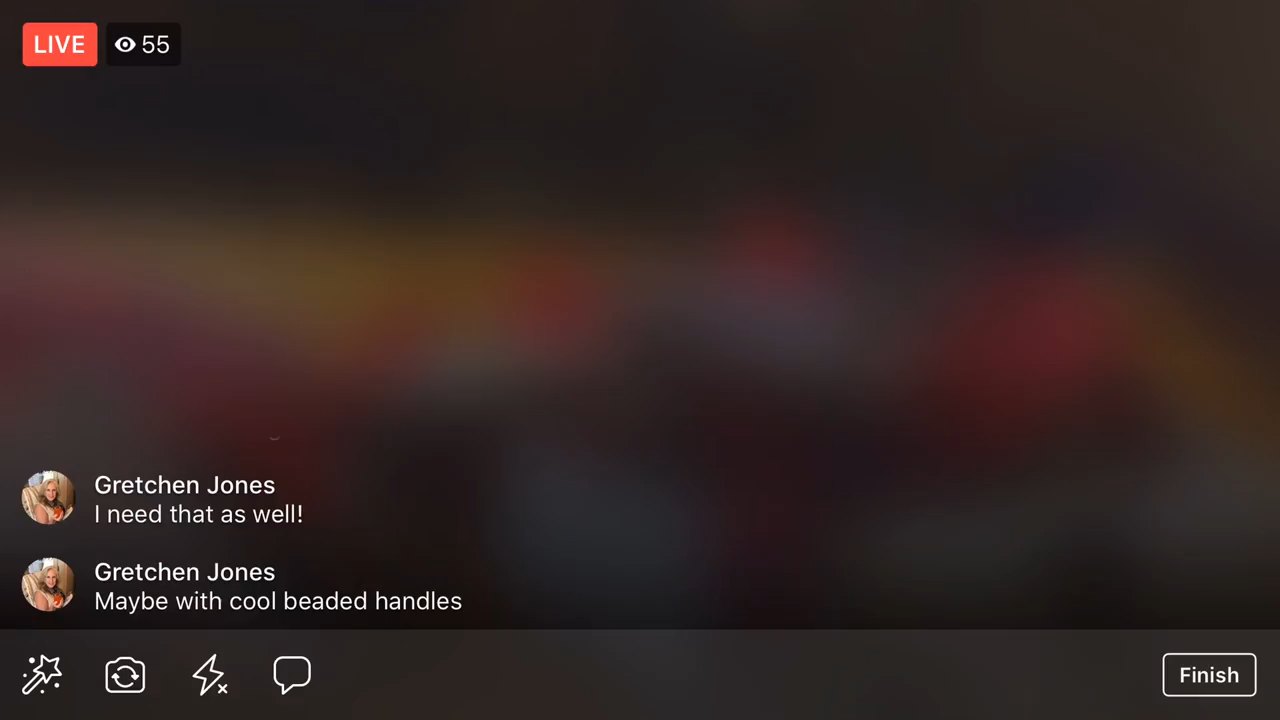 LIVE 55
Gretchen Jones
I need that as well!
Gretchen Jones
Maybe with cool beaded handles
Finish